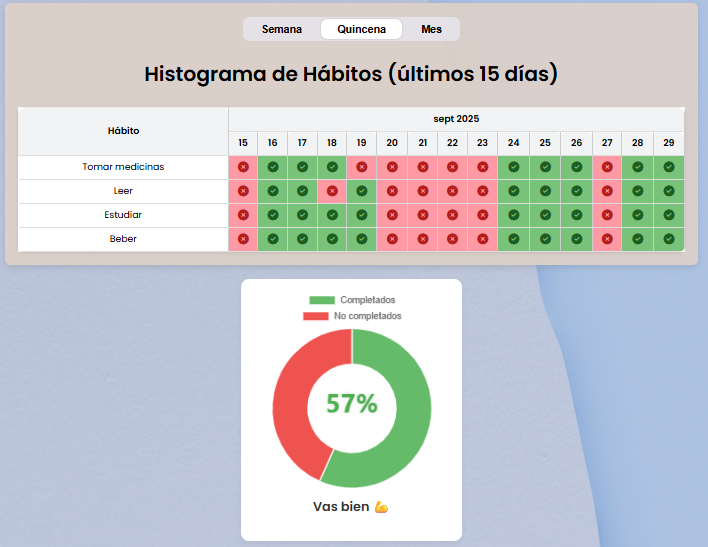 Semana Quincena Mes
Histograma de Hábitos (últimos 15 días)
Hábito sept 2025
15 16 17 18 19 20 21 22 23 24 25 26 27 28 29
Tomar medicinas
Leer
Estudiar
Beber
Completados
No completados
57%
Vas bien 💪